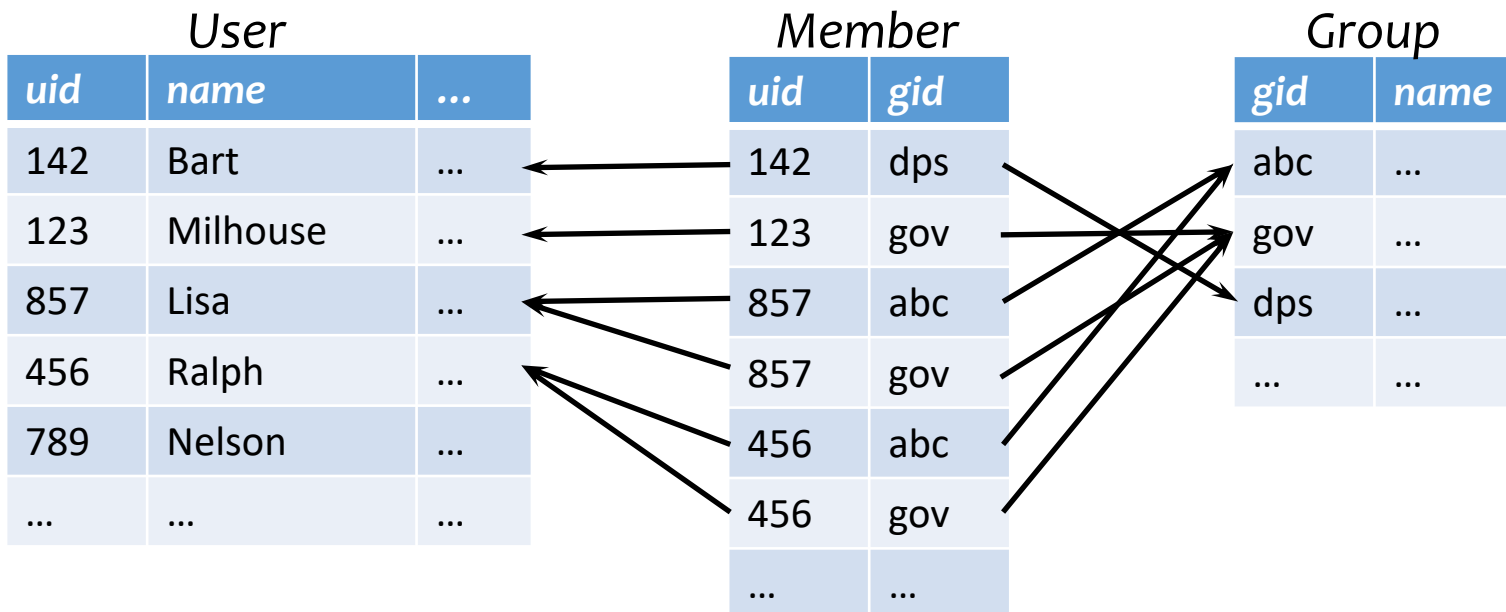 User
uid name ...
142 Bart ...
123 Milhouse ...
857 Lisa ...
456 Ralph ...
789 Nelson ...
... ... ...
Member
uid gid
142 dps
123 gov
857 abc
857 gov
456 abc
456 gov
... ...
Group
gid name
abc ...
gov ...
dps ...
... ...